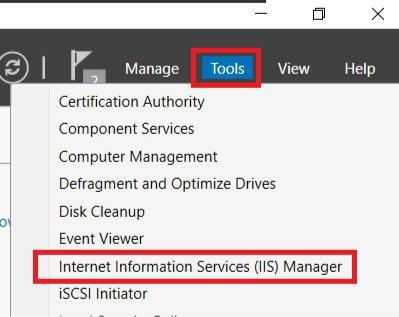 2
Manage
Tools
View
Help
Certification Authority
Component Services
Computer Management
Defragment and Optimize Drives
Disk Cleanup
Event Viewer
Internet Information Services (IIS) Manager
iSCSI Initiator